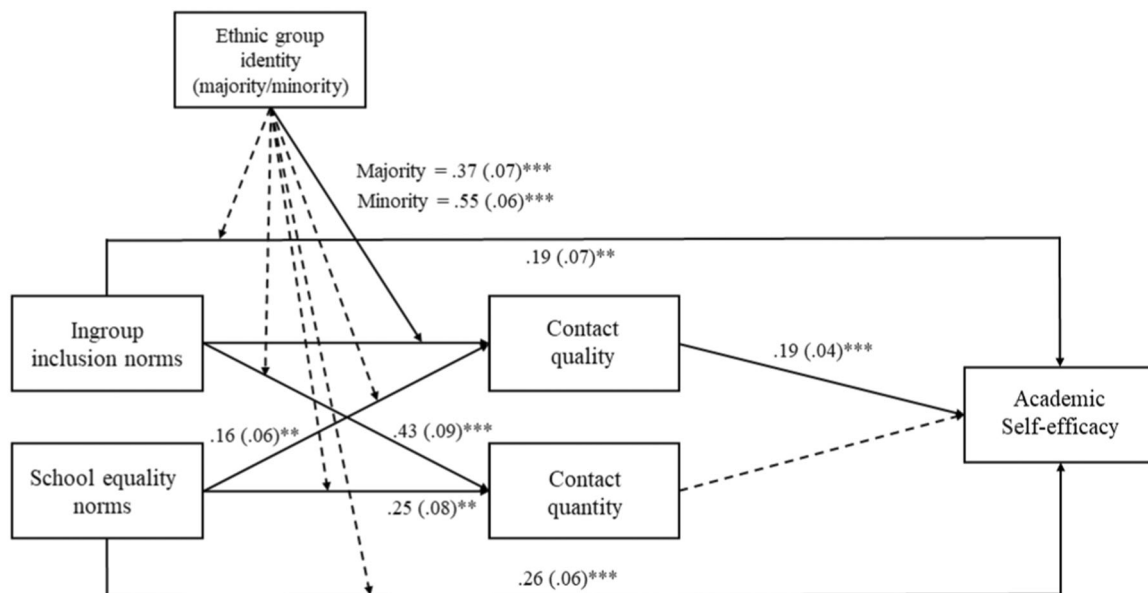 Ethnic group
identity
(majority/minority)
Majority = .37 (.07)***
Minority = .55 (.06)***
.19 (.07)**
Ingroup
inclusion norms
Contact
quality
.19 (.04)***
Academic
Self-efficacy
.16 (.06)**
.43 (.09)***
School equality
norms
Contact
quantity
.25 (.08)**
.26 (.06)***